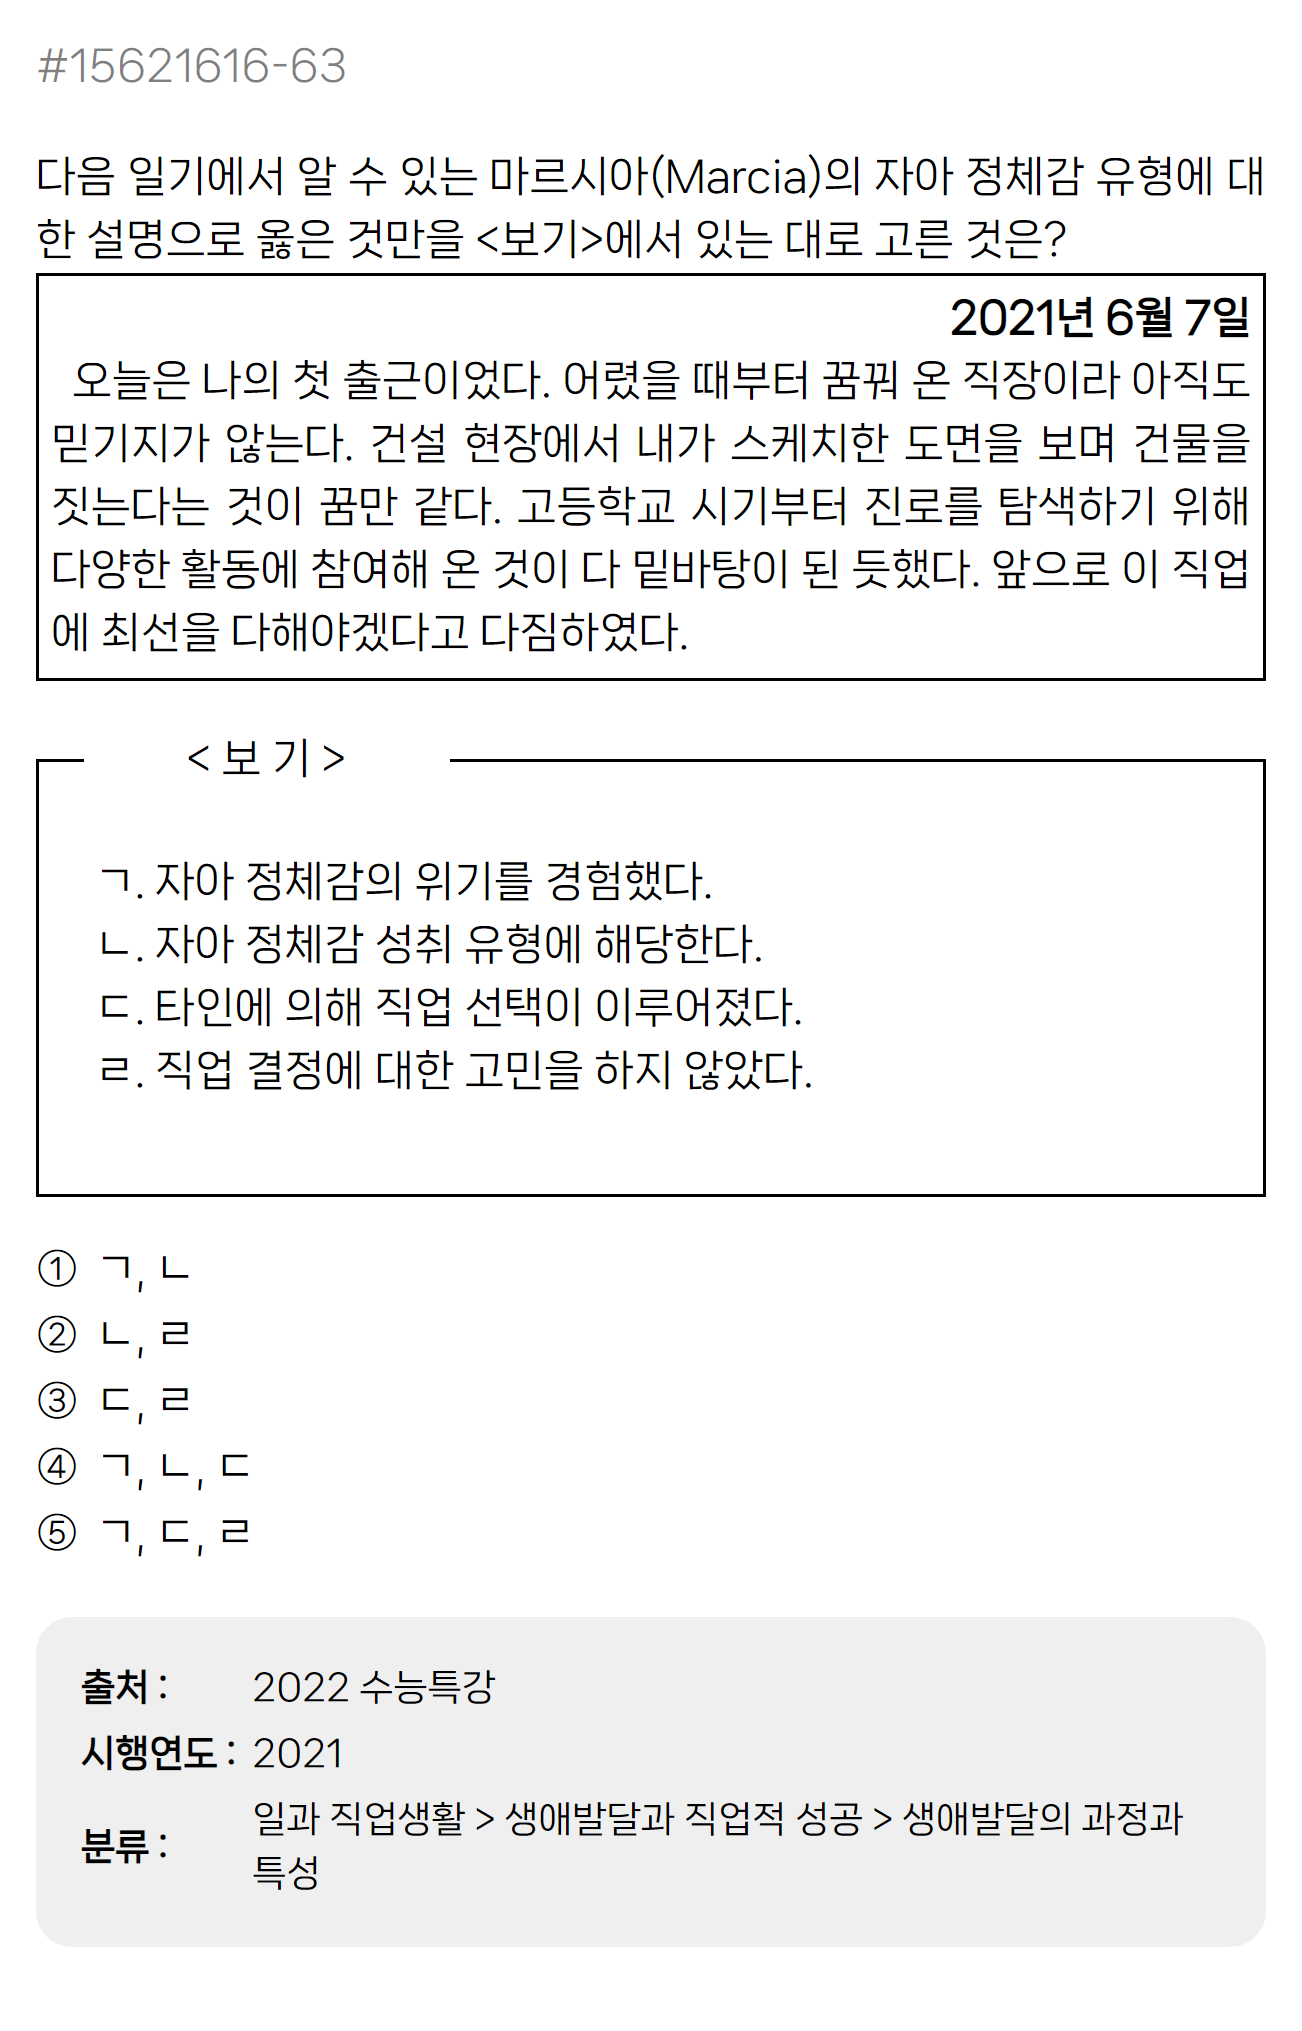 #15621616-63
다음 일기에서 알 수 있는 마르시아(Marcia)의 자아 정체감 유형에 대
한 설명으로 옳은 것만을 <보기>에서 있는 대로 고른 것은?
2021년 6월 7일
오늘은 나의 첫 출근이었다. 어렸을 때부터 꿈꿔 온 직장이라 아직도
믿기지가 않는다. 건설 현장에서 내가 스케치한 도면을 보며 건물을
짓는다는 것이 꿈만 같다. 고등학교 시기부터 진로를 탐색하기 위해
다양한 활동에 참여해 온 것이 다 밑바탕이 된 듯했다. 앞으로 이 직업
에 최선을 다해야겠다고 다짐하였다.
< 보 기 >
ㄱ. 자아 정체감의 위기를 경험했다.
ㄴ. 자아 정체감 성취 유형에 해당한다.
ㄷ. 타인에 의해 직업 선택이 이루어졌다.
ㄹ. 직업 결정에 대한 고민을 하지 않았다.
① ㄱ, ㄴ
② ㄴ, ㄹ
③ ㄷ, ㄹ
④ ㄱ, ㄴ, ㄷ
⑤ ㄱ, ㄷ, ㄹ
출처 : 2022 수능특강
시행연도 : 2021
분류 : 일과 직업생활 > 생애발달과 직업적 성공 > 생애발달의 과정과
특성